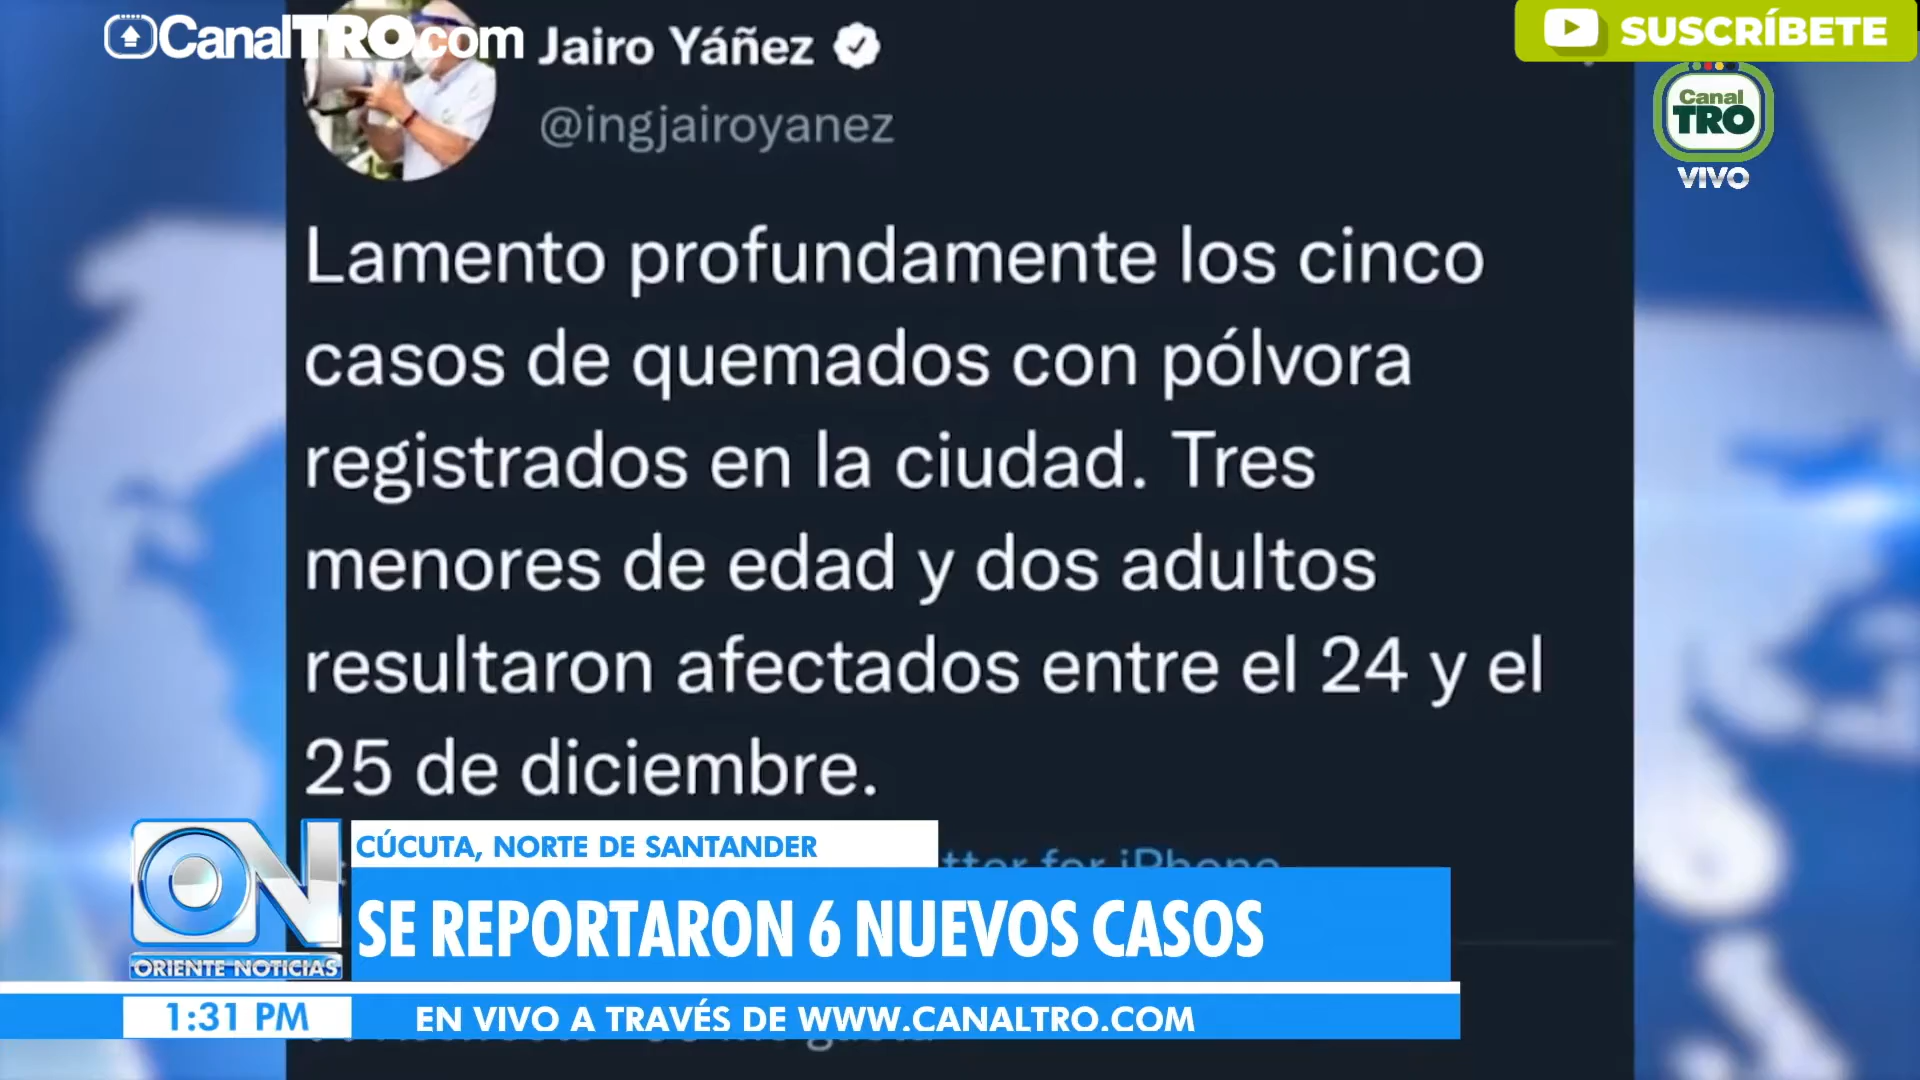 CanalTRO.com
Jairo Yáñez
@ingjairoyanez
SUSCRÍBETE
Canal
TRO
VIVO
Lamento profundamente los cinco
casos de quemados con pólvora
registrados en la ciudad. Tres
menores de edad y dos adultos
resultaron afectados entre el 24 y el
25 de diciembre.
for iPhone
CÚCUTA, NORTE DE SANTANDER
SE REPORTARON 6 NUEVOS CASOS
ON
ORIENTE NOTICIAS
1:31 PM
EN VIVO A TRAVÉS DE WWW.CANALTRO.COM